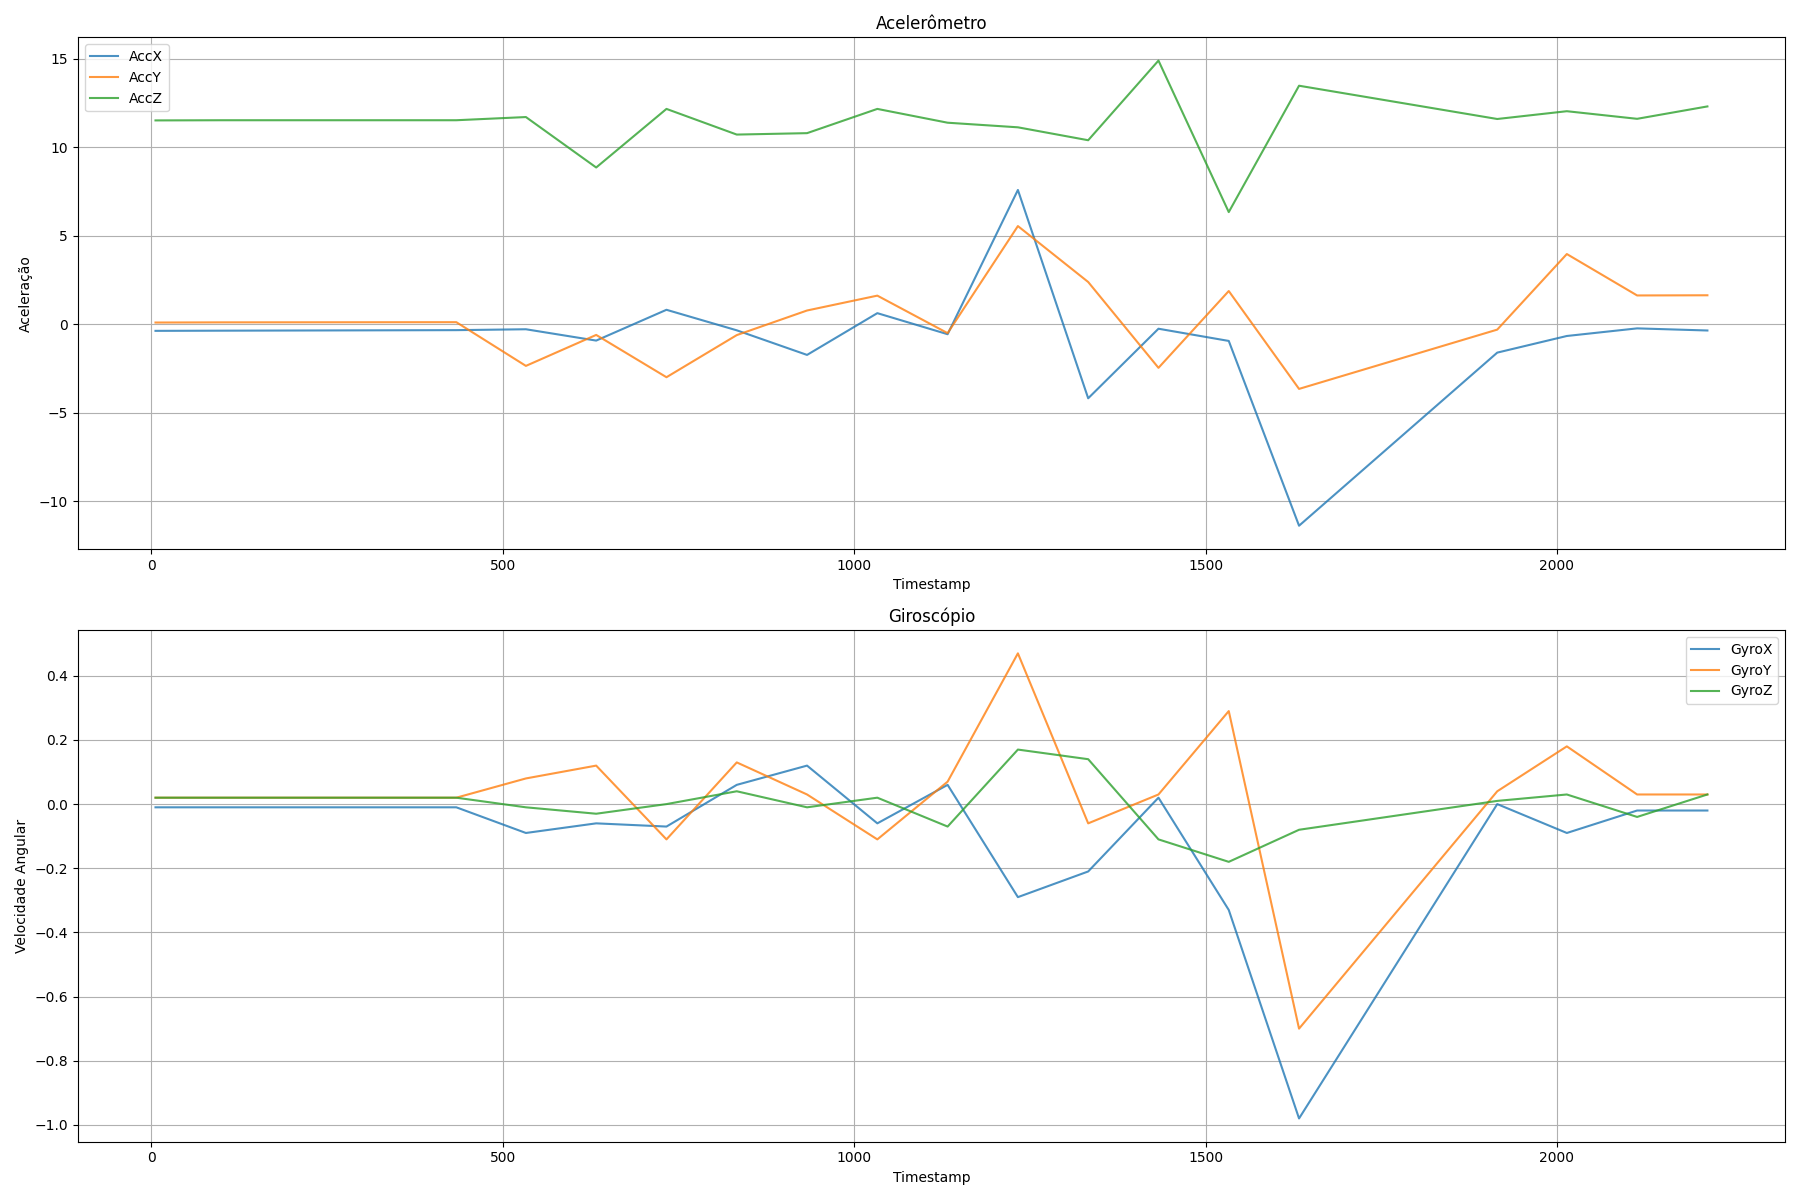 Acelerômetro
AccX
AccY
AccZ
15
10
5
0
−5
−10
Aceleração
0 500 1000 1500 2000
Timestamp
Giroscópio
GyroX
GyroY
GyroZ
0.4
0.2
0.0
−0.2
−0.4
−0.6
−0.8
−1.0
Velocidade Angular
0 500 1000 1500 2000
Timestamp